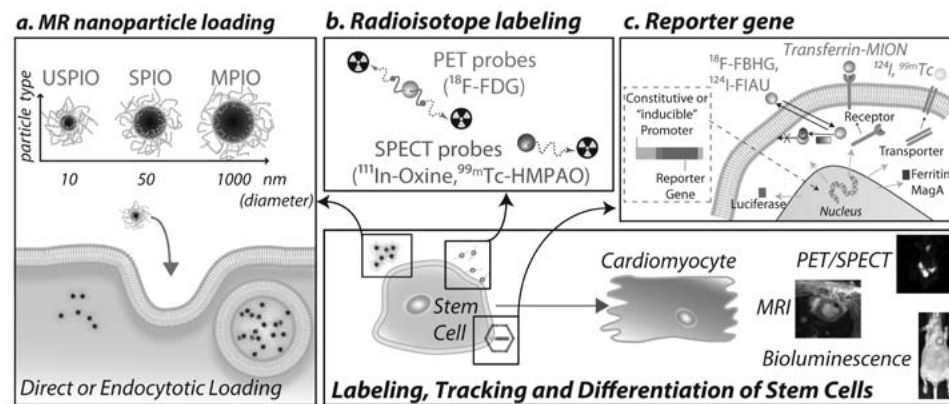 a. MR nanoparticle loading
USPIO SPIO MPIO
particle type
10 50 1000 nm
(diameter)
Direct or Endocytotic Loading
b. Radioisotope labeling
PET probes
(¹⁸F-FDG)
SPECT probes
(¹¹¹In-Oxine,⁹⁹ᵐTc-HMPAO)
c. Reporter gene
Transferrin-MION
¹⁸F-FBHG,
¹²⁴I-FIAU
¹²⁴I, ⁹⁹ᵐTc
Constitutive or
"inducible"
Promoter
Reporter
Gene
Receptor
Transporter
Ferritin
MagA
Luciferase
Nucleus
Stem
Cell
Cardiomyocyte
PET/SPECT
MRI
Bioluminescence
Labeling, Tracking and Differentiation of Stem Cells